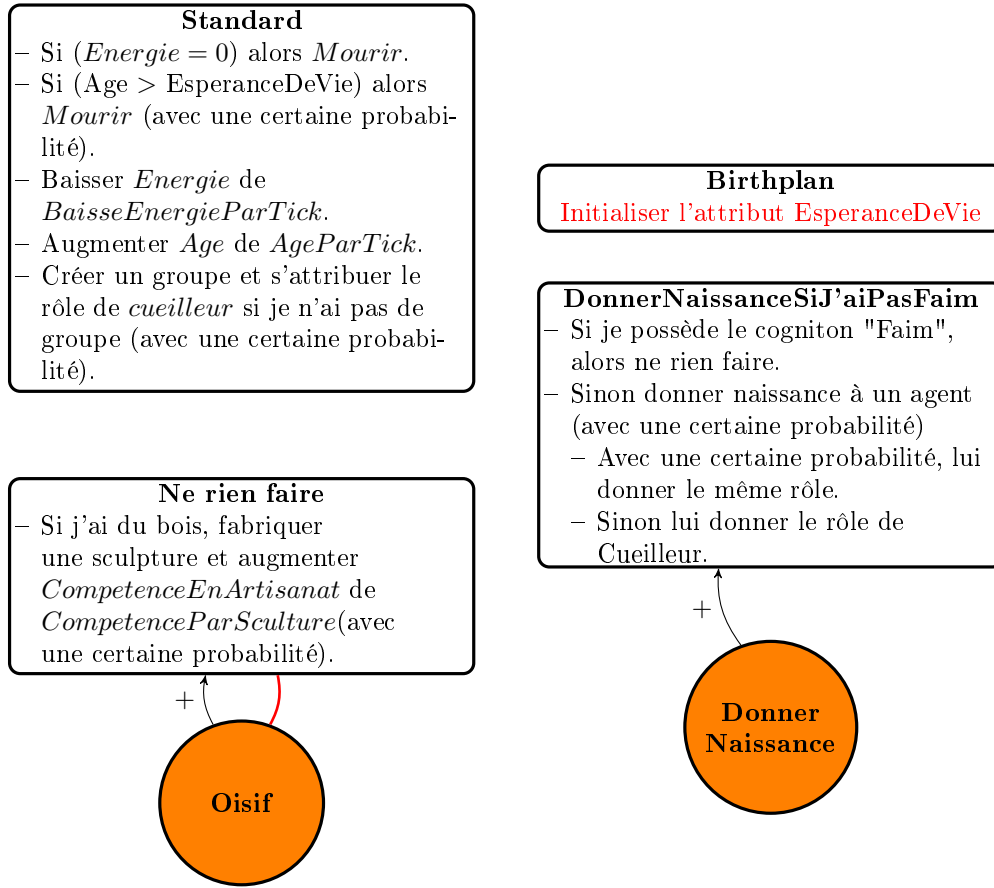 Standard
– Si (Energie = 0) alors Mourir.
– Si (Age > EsperanceDeVie) alors
Mourir (avec une certaine probabi-
lité).
– Baisser Energie de
BaisseEnergieParTick.
– Augmenter Age de AgeParTick.
– Créer un groupe et s'attribuer le
rôle de cueilleur si je n'ai pas de
groupe (avec une certaine probabi-
lité).
Birthplan
Initialiser l'attribut EsperanceDeVie
DonnerNaissanceSiJ'aiPasFaim
– Si je possède le cogniton "Faim",
alors ne rien faire.
– Sinon donner naissance à un agent
(avec une certaine probabilité)
– Avec une certaine probabilité, lui
donner le même rôle.
– Sinon lui donner le rôle de
Cueilleur.
+
Donner
Naissance
Ne rien faire
– Si j'ai du bois, fabriquer
une sculpture et augmenter
CompetenceEnArtisanat de
CompetenceParSculture(avec
une certaine probabilité).
+
Oisif